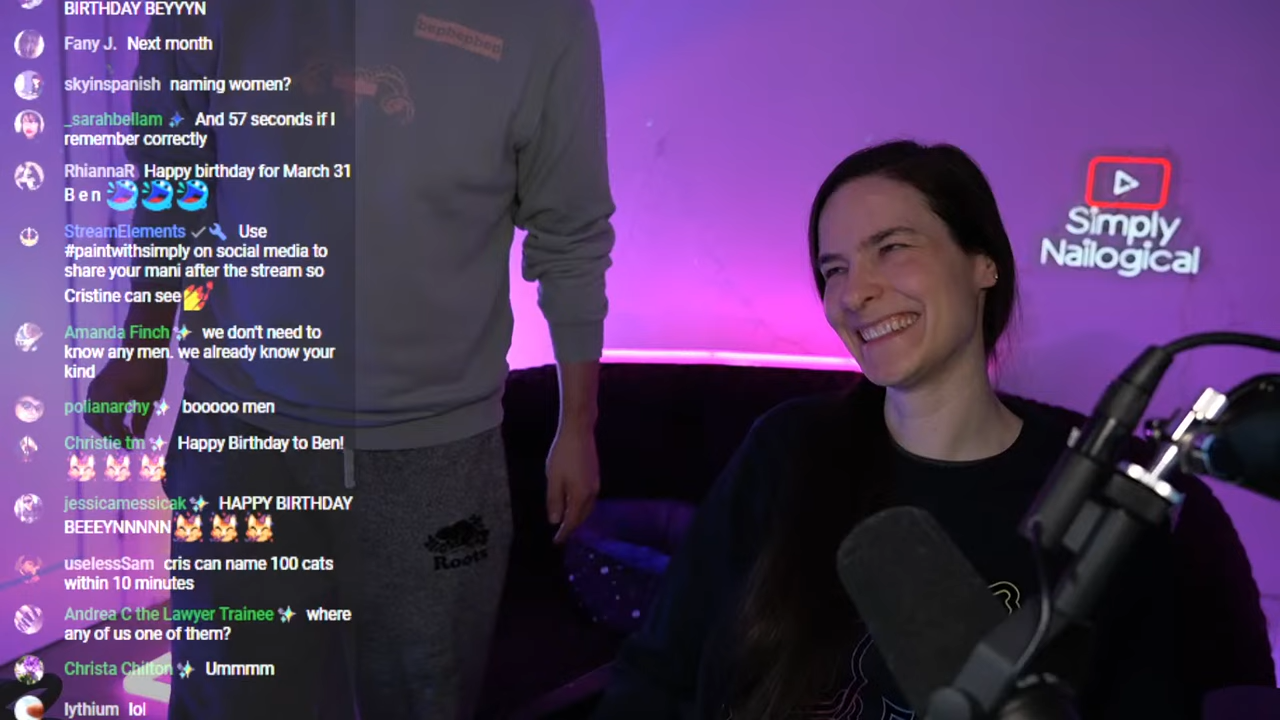 BIRTHDAY BEYYYN
Fany J. Next month
skyinspanish naming women?
_sarahbellam And 57 seconds if I
remember correctly
RhiannaR Happy birthday for March 31
B e n
StreamElements Use
#paintwithsimply on social media to
share your mani after the stream so
Cristine can see
Amanda Finch we don't need to
know any men. we already know your
kind
polianarchy booooo men
Christie tm Happy Birthday to Ben!
jessicamessicak HAPPY BIRTHDAY
BEEEYNNNNN
uselessSam cris can name 100 cats
within 10 minutes
Andrea C the Lawyer Trainee where
any of us one of them?
Christa Chilton Ummmm
lythium lol
bephepbep
Roots
Simply
Nailogical